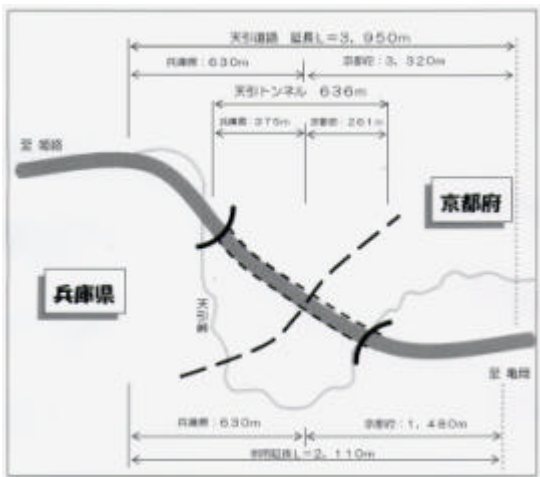 天引道路 延長L=3,950m
兵庫県:630m
京都府:3,320m
天引トンネル 636m
兵庫県:375m
京都府:261m
至 姫路
京都府
兵庫県
天引峠
至 亀岡
兵庫県:630m
京都府:1,480m
供用延長L=2,110m